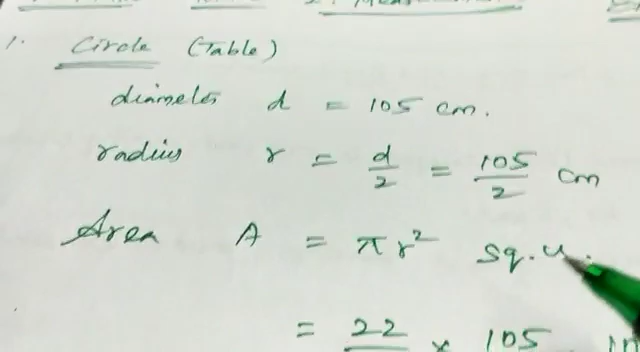 1. Circle (Table)
diameter d = 105 cm.
radius r = d/2 = 105/2 cm
Area A = πr² sq.u.
= 22 × 105